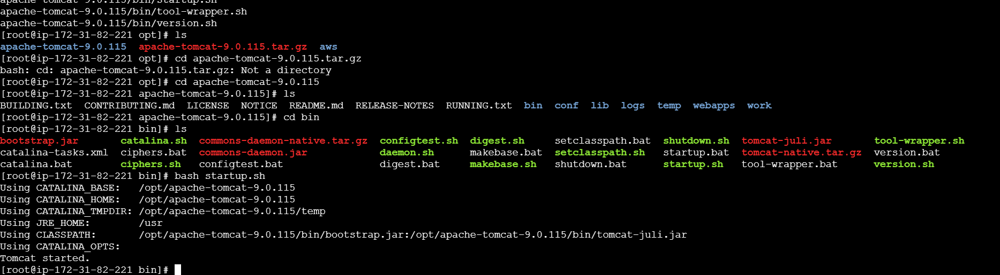 apache-tomcat-9.0.115/bin/startup.sh
apache-tomcat-9.0.115/bin/tool-wrapper.sh
apache-tomcat-9.0.115/bin/version.sh
[root@ip-172-31-82-221 opt]# ls
apache-tomcat-9.0.115  apache-tomcat-9.0.115.tar.gz  aws
[root@ip-172-31-82-221 opt]# cd apache-tomcat-9.0.115.tar.gz
bash: cd: apache-tomcat-9.0.115.tar.gz: Not a directory
[root@ip-172-31-82-221 opt]# cd apache-tomcat-9.0.115
[root@ip-172-31-82-221 apache-tomcat-9.0.115]# ls
BUILDING.txt  CONTRIBUTING.md  LICENSE  NOTICE  README.md  RELEASE-NOTES  RUNNING.txt  bin  conf  lib  logs  temp  webapps  work
[root@ip-172-31-82-221 apache-tomcat-9.0.115]# cd bin
[root@ip-172-31-82-221 bin]# ls
bootstrap.jar       catalina.sh  commons-daemon-native.tar.gz  configtest.sh  digest.sh     setclasspath.bat  shutdown.sh  tomcat-juli.jar       tool-wrapper.sh
catalina-tasks.xml  ciphers.bat  commons-daemon.jar            daemon.sh      makebase.bat  setclasspath.sh   startup.bat  tomcat-native.tar.gz  version.bat
catalina.bat        ciphers.sh   configtest.bat                digest.bat     makebase.sh   shutdown.bat      startup.sh   tool-wrapper.bat      version.sh
[root@ip-172-31-82-221 bin]# bash startup.sh
Using CATALINA_BASE:   /opt/apache-tomcat-9.0.115
Using CATALINA_HOME:   /opt/apache-tomcat-9.0.115
Using CATALINA_TMPDIR: /opt/apache-tomcat-9.0.115/temp
Using JRE_HOME:        /usr
Using CLASSPATH:       /opt/apache-tomcat-9.0.115/bin/bootstrap.jar:/opt/apache-tomcat-9.0.115/bin/tomcat-juli.jar
Using CATALINA_OPTS:
Tomcat started.
[root@ip-172-31-82-221 bin]#